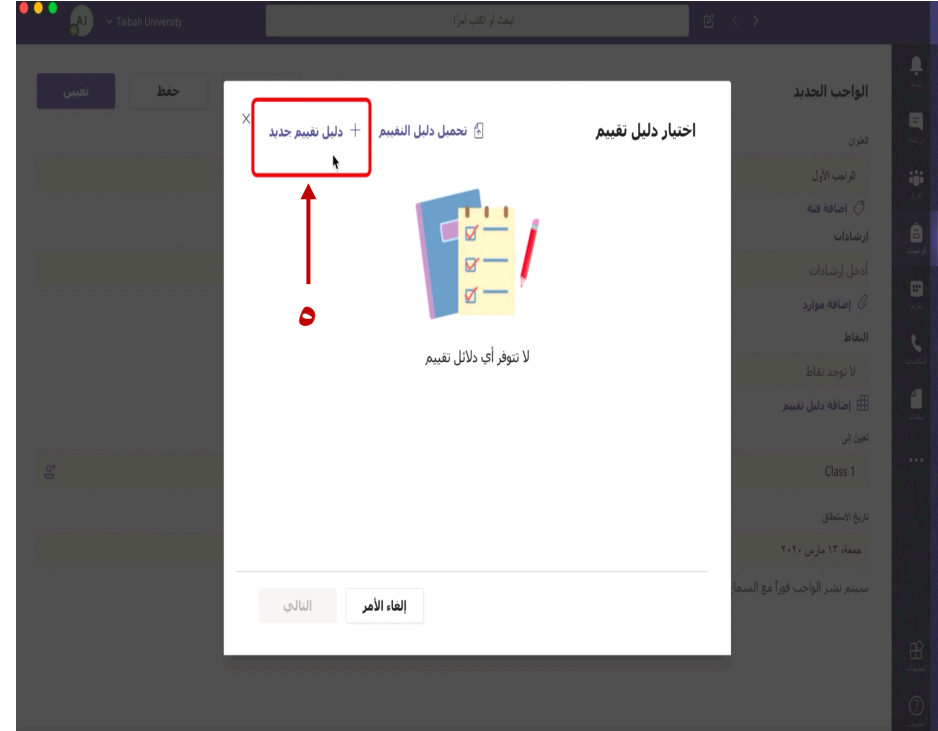 Taibah University
AJ
ابحث أو اكتب أمرًا
الواجب الجديد
حفظ
تعيين
العنوان
الواجب الأول
إضافة فئة
إرشادات
أدخل إرشادات
إضافة موارد
النقاط
لا توجد نقاط
إضافة دليل تقييم
تعيين إلى
Class 1
تاريخ الاستحقاق
جمعة، ١٣ مارس ٢٠٢٠
سيتم نشر الواجب فوراً مع السماح
اختيار دليل تقييم
تحميل دليل التقييم
+ دليل تقييم جديد
٥
لا تتوفر أي دلائل تقييم
إلغاء الأمر
التالي